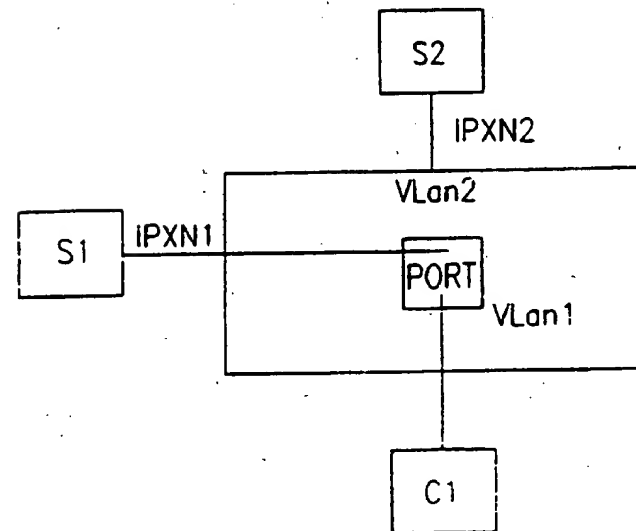 S2
IPXN2
VLan2
S1
IPXN1
PORT
VLan1
C1